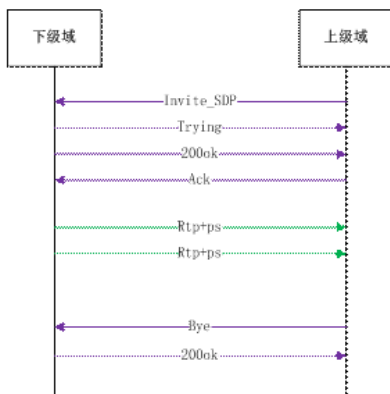 下级域
上级域
Invite_SDP
Trying
200ok
Ack
Rtp+ps
Rtp+ps
Bye
200ok